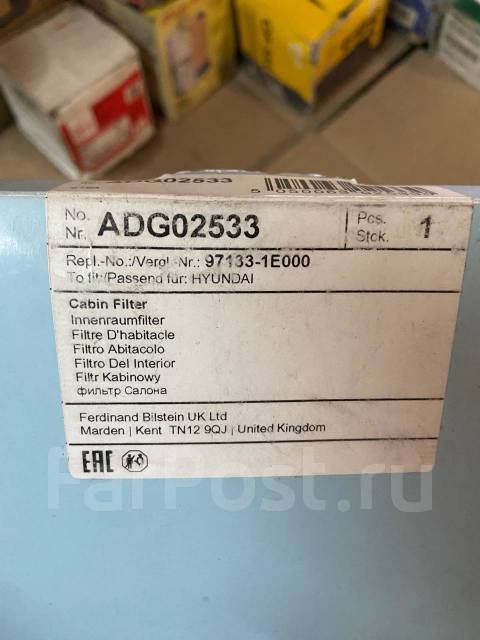 ADG02533
No.
Nr. ADG02533
Pcs.
Stck. 1
Repl.-No.:/Vergl.-Nr.: 97133-1E000
To fit:/Passend für: HYUNDAI
Cabin Filter
Innenraumfilter
Filtre D'habitacle
Filtro Abitacolo
Filtro Del Interior
Filtr Kabinowy
фильтр Салона
Ferdinand Bilstein UK Ltd
Marden | Kent TN12 9QJ | United Kingdom
EAC
FarPost.ru